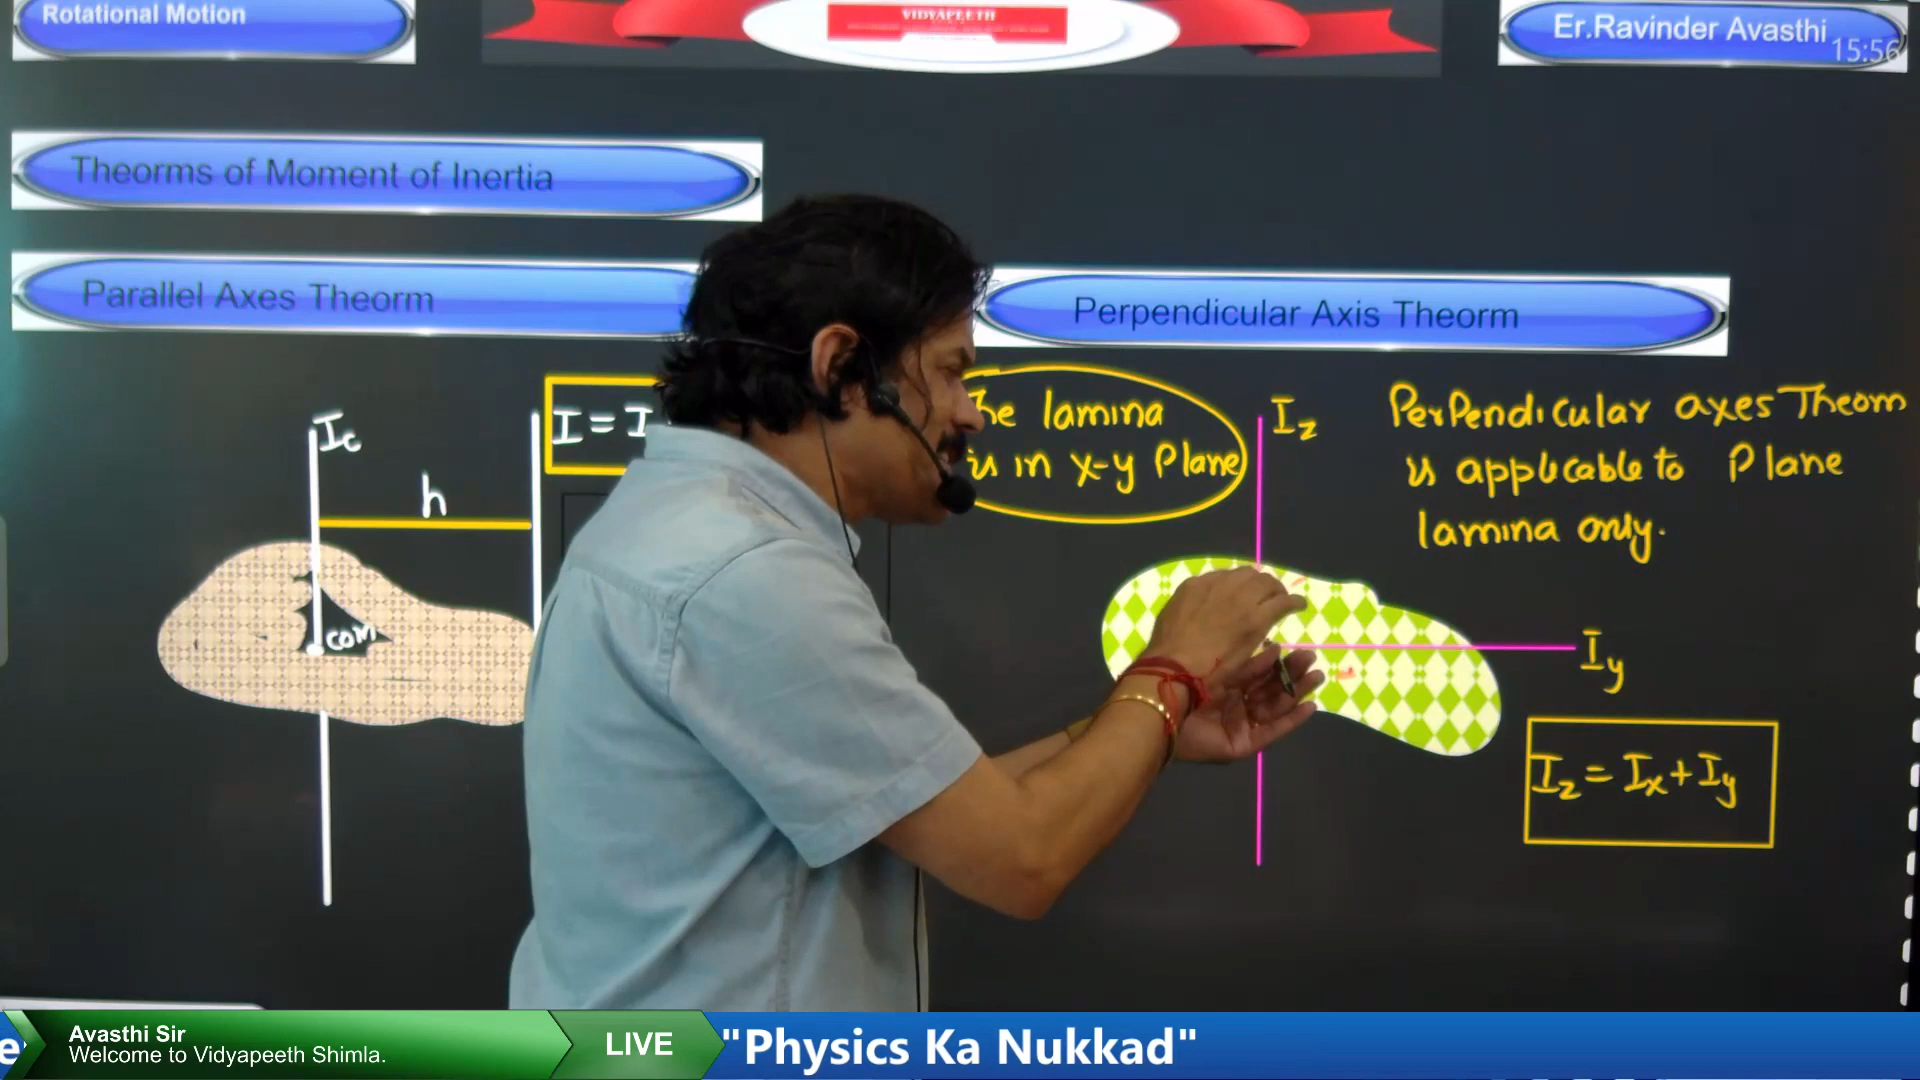 Rotational Motion
VIDYAPEETH
Er.Ravinder Avasthi
15:56
Theorms of Moment of Inertia
Parallel Axes Theorm
Perpendicular Axis Theorm
Ic
h
com
I = I
he lamina
is in x-y Plane
Iz
Perpendicular axes Theorm
is applicable to Plane
lamina only.
Iy
Iz = Ix + Iy
e
Avasthi Sir
Welcome to Vidyapeeth Shimla.
LIVE
"Physics Ka Nukkad"